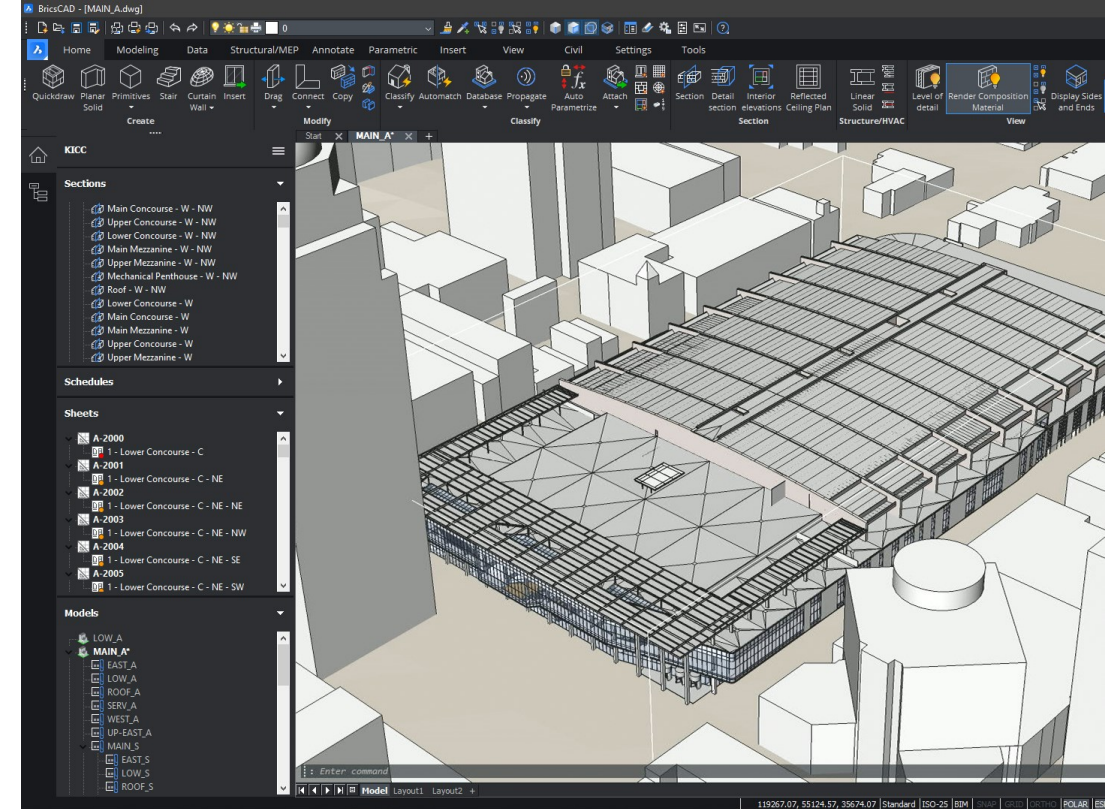 BricsCAD - [MAIN_A.dwg]
0
Home Modeling Data Structural/MEP Annotate Parametric Insert View Civil Settings Tools
Quickdraw Planar Solid Primitives Stair Curtain Wall Insert Drag Connect Copy Classify Automatch Database Propagate Auto Parametrize Attach Section Detail section Interior elevations Reflected Ceiling Plan Linear Solid Level of detail Render Composition Material Display Sides and Ends
Create Modify Classify Section Structure/HVAC View
Start MAIN_A*
KICC
Sections
Main Concourse - W - NW
Upper Concourse - W - NW
Lower Concourse - W - NW
Main Mezzanine - W - NW
Upper Mezzanine - W - NW
Mechanical Penthouse - W - NW
Roof - W - NW
Lower Concourse - W
Main Concourse - W
Main Mezzanine - W
Upper Concourse - W
Upper Mezzanine - W
Schedules
Sheets
A-2000
1 - Lower Concourse - C
A-2001
1 - Lower Concourse - C - NE
A-2002
1 - Lower Concourse - C - NE - NE
A-2003
1 - Lower Concourse - C - NE - NW
A-2004
1 - Lower Concourse - C - NE - SE
A-2005
1 - Lower Concourse - C - NE - SW
Models
LOW_A
MAIN_A*
EAST_A
LOW_A
ROOF_A
SERV_A
WEST_A
UP-EAST_A
MAIN_S
EAST_S
LOW_S
ROOF_S
: Enter command
Model Layout1 Layout2 +
119267.07, 55124.57, 35674.07 Standard ISO-25 BIM SNAP GRID ORTHO POLAR